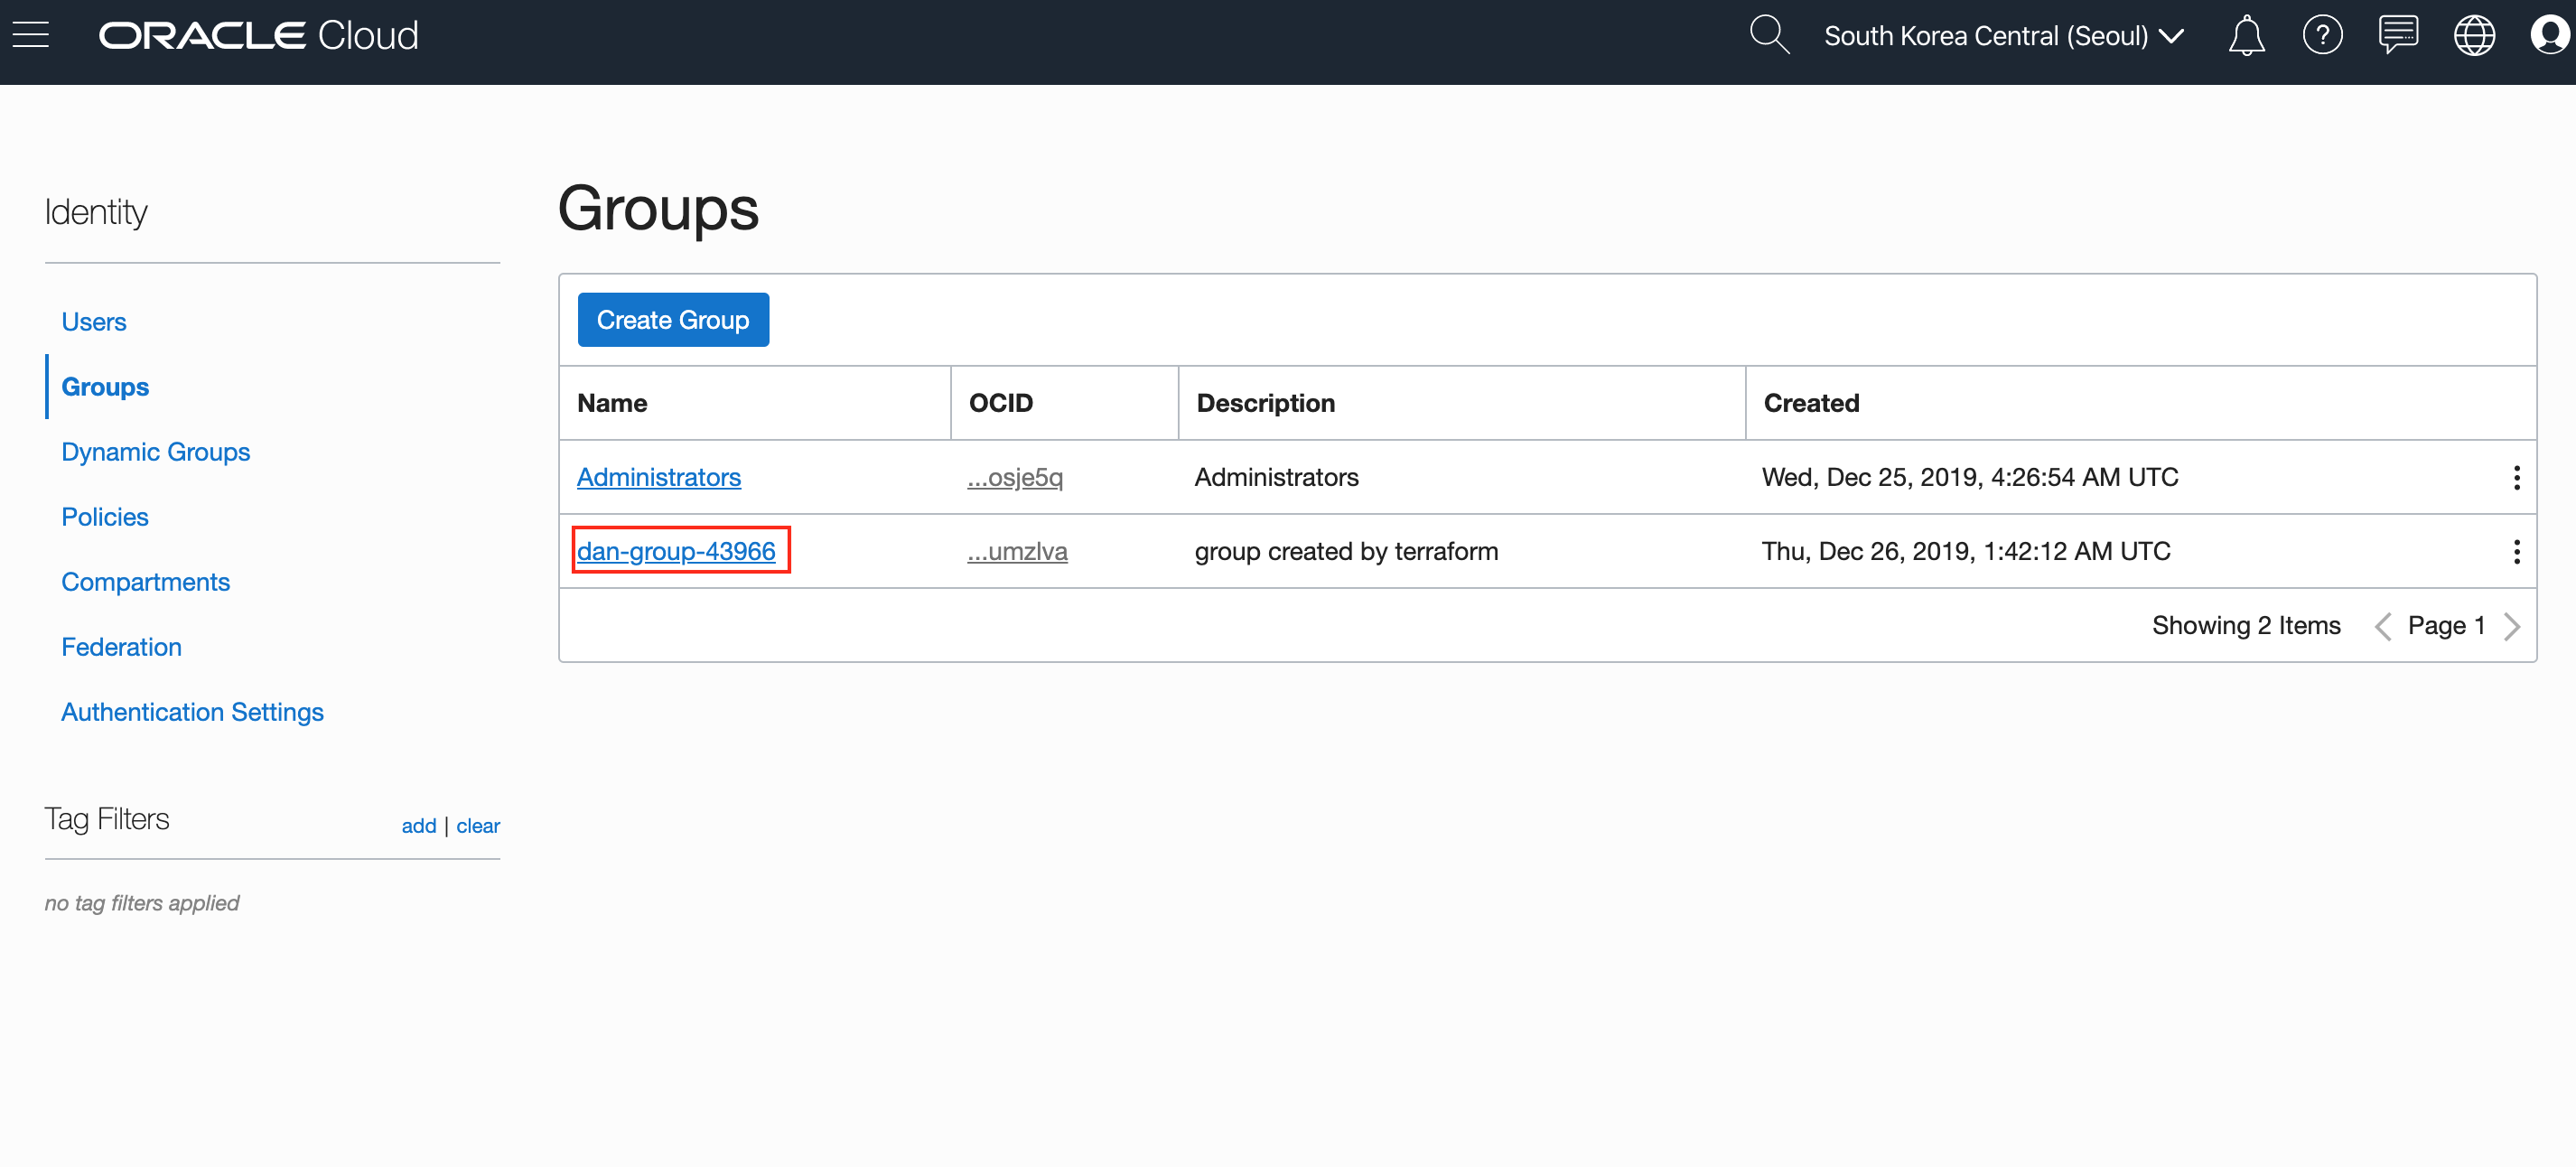 ORACLE Cloud
South Korea Central (Seoul)
Identity
Users
Groups
Dynamic Groups
Policies
Compartments
Federation
Authentication Settings
Tag Filters
add | clear
no tag filters applied
Groups
Create Group
Name OCID Description Created
Administrators ...osje5q Administrators Wed, Dec 25, 2019, 4:26:54 AM UTC
dan-group-43966 ...umzlva group created by terraform Thu, Dec 26, 2019, 1:42:12 AM UTC
Showing 2 Items < Page 1 >